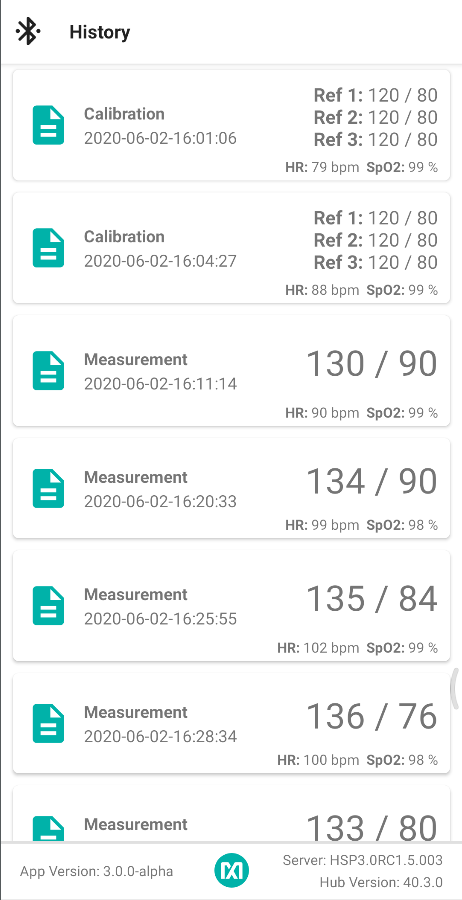 History
Calibration
2020-06-02-16:01:06
Ref 1: 120 / 80
Ref 2: 120 / 80
Ref 3: 120 / 80
HR: 79 bpm SpO2: 99 %
Calibration
2020-06-02-16:04:27
Ref 1: 120 / 80
Ref 2: 120 / 80
Ref 3: 120 / 80
HR: 88 bpm SpO2: 99 %
Measurement
2020-06-02-16:11:14
130 / 90
HR: 90 bpm SpO2: 99 %
Measurement
2020-06-02-16:20:33
134 / 90
HR: 99 bpm SpO2: 98 %
Measurement
2020-06-02-16:25:55
135 / 84
HR: 102 bpm SpO2: 99 %
Measurement
2020-06-02-16:28:34
136 / 76
HR: 100 bpm SpO2: 98 %
Measurement
133 / 80
App Version: 3.0.0-alpha
Server: HSP3.0RC1.5.003
Hub Version: 40.3.0